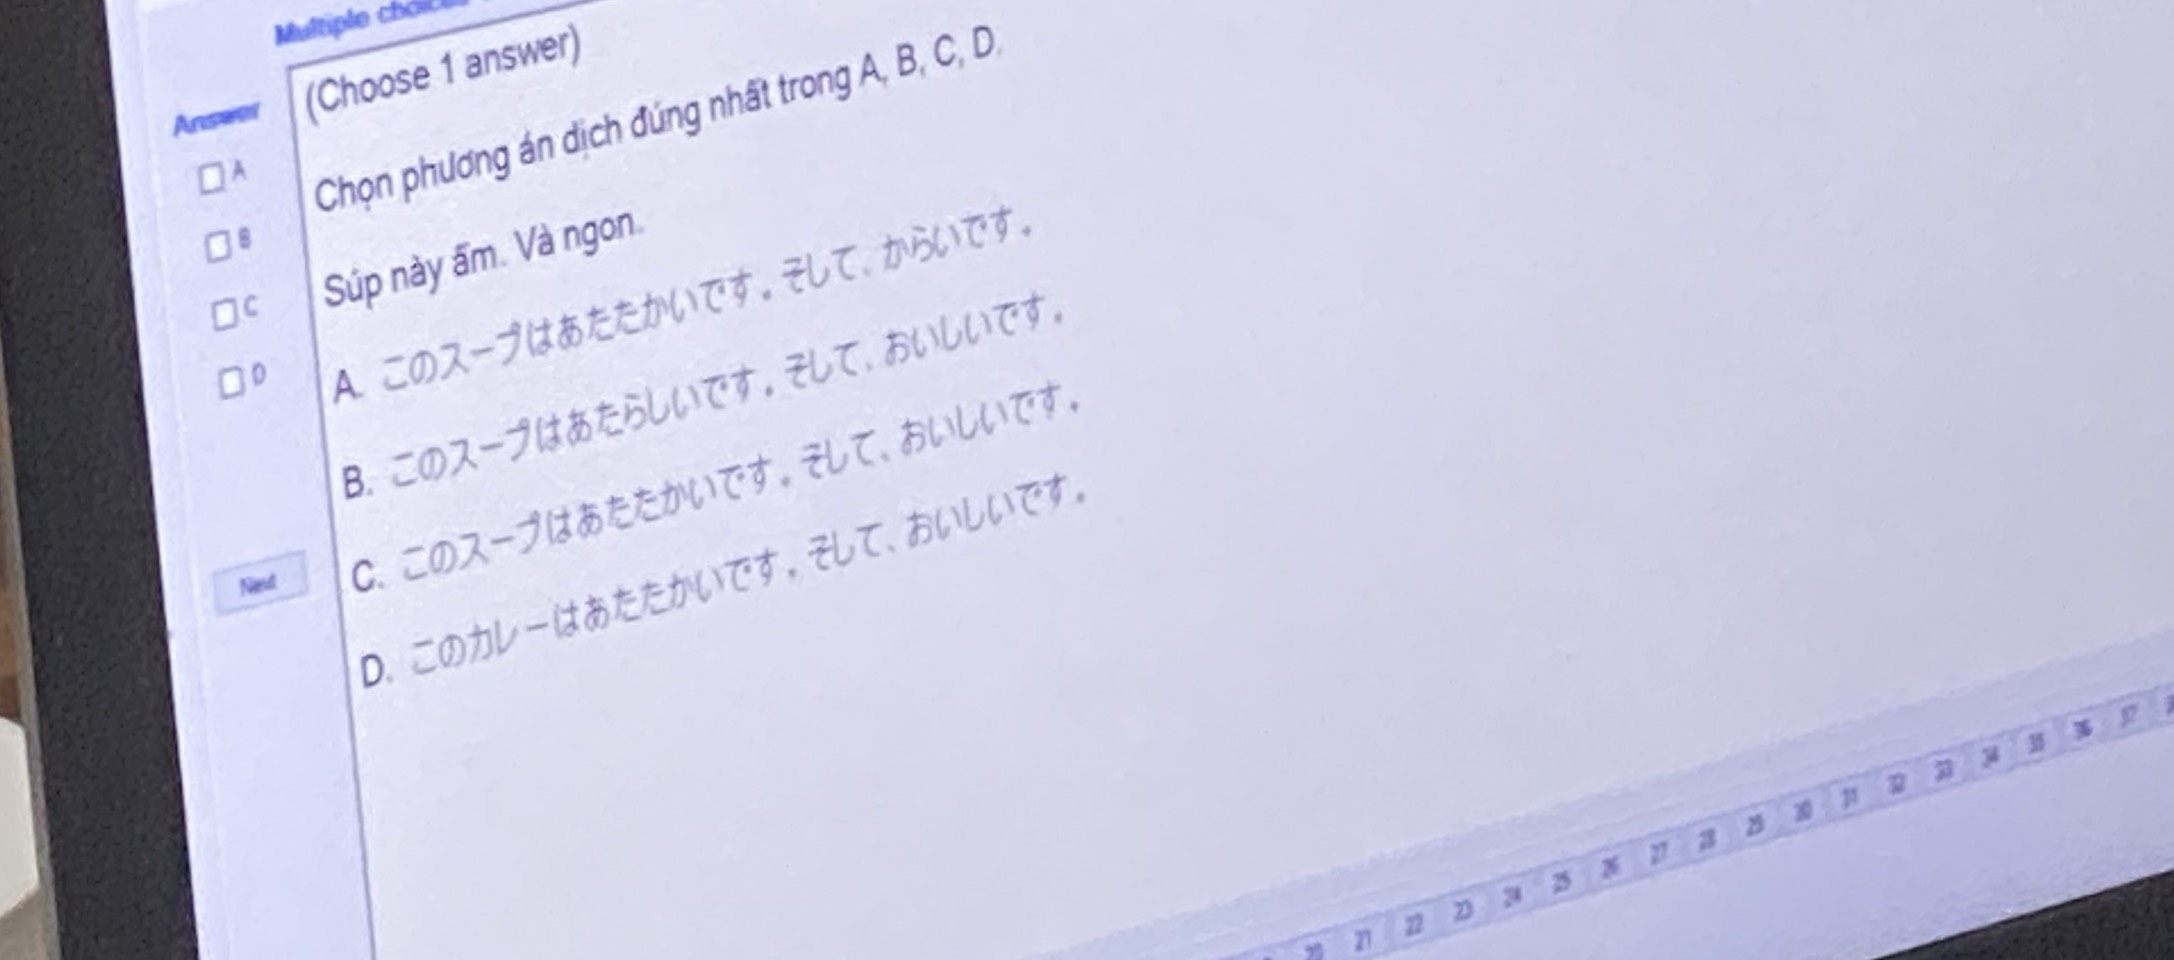 Multiple choices
(Choose 1 answer)
Answer
Chọn phương án dịch đúng nhất trong A, B, C, D.
A
Súp này ấm. Và ngon.
B
A. このスープはあたたかいです。そして、からいです。
C
B. このスープはあたらしいです。そして、おいしいです。
D
C. このスープはあたたかいです。そして、おいしいです。
Next
D. このカレーはあたたかいです。そして、おいしいです。
20 21 22 23 24 25 26 27 28 29 30 31 32 33 34 35 36 37